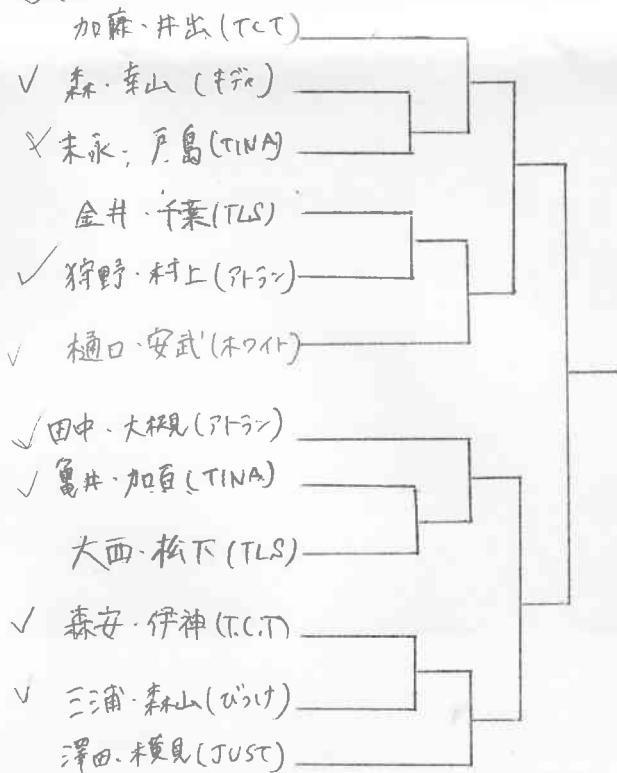 加藤・井出(TCT)
森・幸山(キディ)
末永・戸島(TINA)
金井・千葉(TLS)
狩野・村上(アトラン)
樋口・安武(ホワイト)
田中・大槻(アトラン)
亀井・加百(TINA)
大西・松下(TLS)
森安・伊神(T.C.T)
三浦・森山(びっけ)
澤田・横見(JUST)